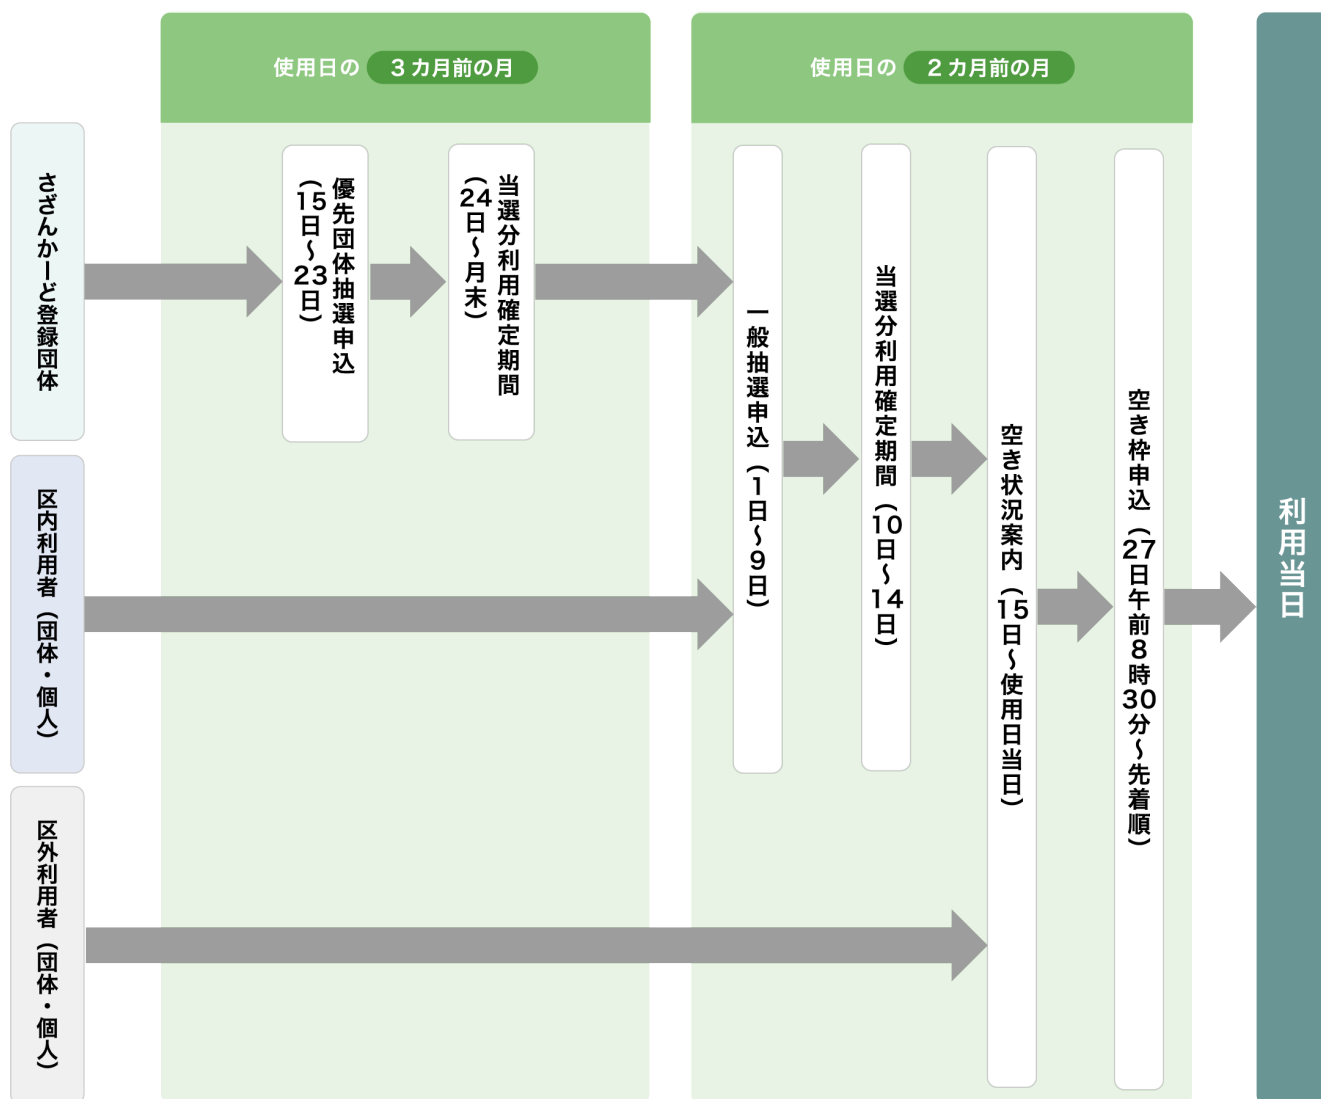 使用日の 3カ月前の月
使用日の 2カ月前の月
さざんかーど登録団体
優先団体抽選申込
(15日〜23日)
当選分利用確定期間
(24日〜月末)
一般抽選申込(1日〜9日)
当選分利用確定期間(10日〜14日)
空き状況案内(15日〜使用日当日)
空き枠申込(27日午前8時30分〜先着順)
利用当日
区内利用者(団体・個人)
区外利用者(団体・個人)